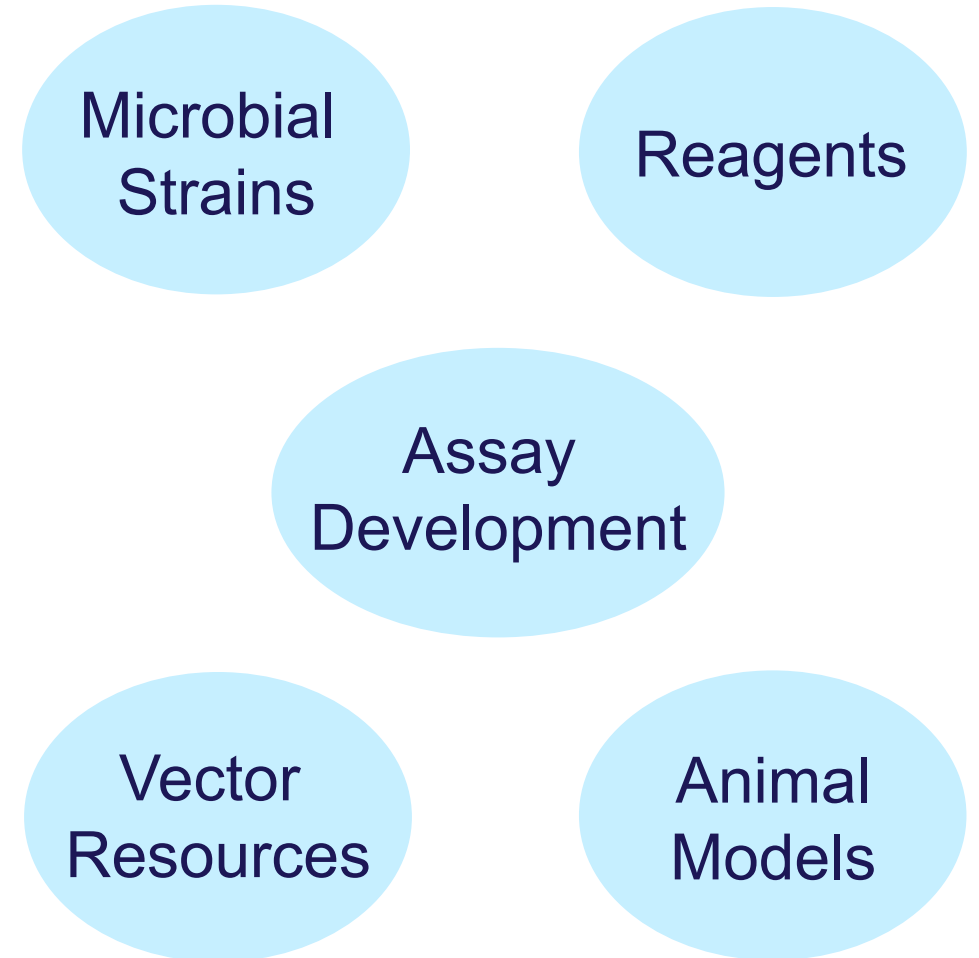 Microbial
Strains
Reagents
Assay
Development
Vector
Resources
Animal
Models